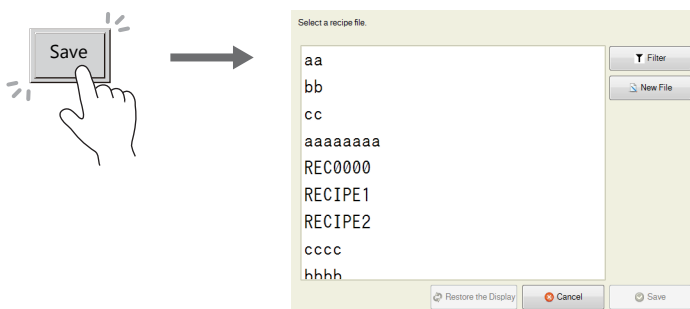 Save
Select a recipe file.
aa
bb
cc
aaaaaaaa
REC0000
RECIPE1
RECIPE2
cccc
bbbb
Filter
New File
Restore the Display
Cancel
Save